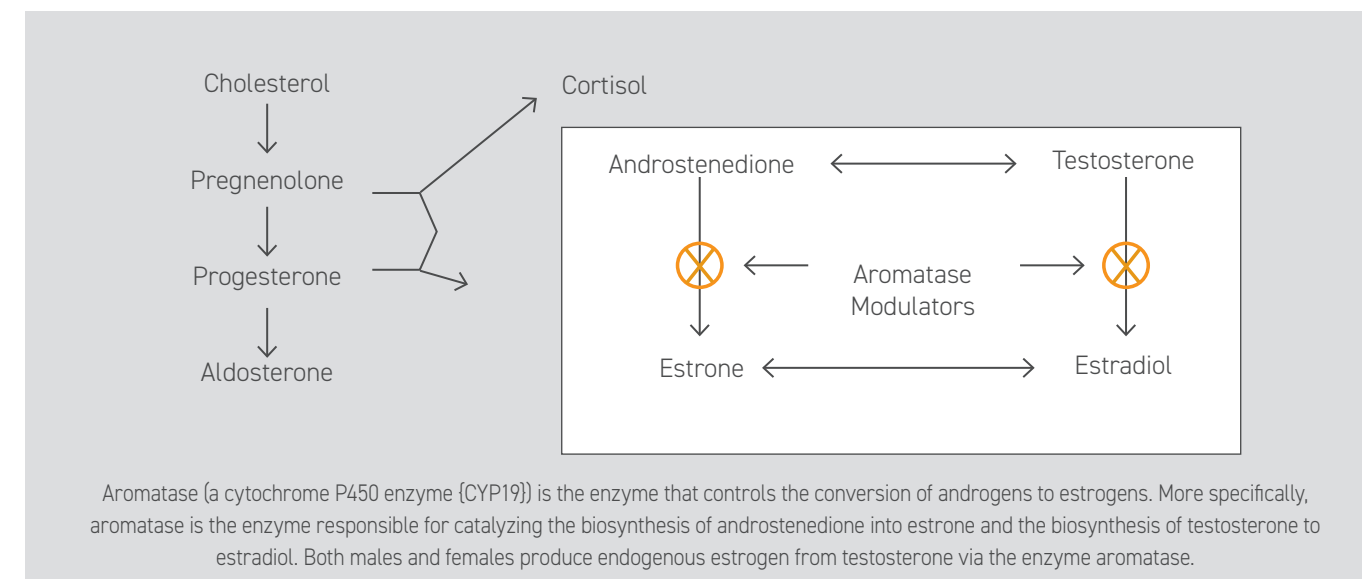 Cholesterol
Cortisol
Androstenedione
Testosterone
Pregnenolone
Progesterone
Aromatase
Modulators
Aldosterone
Estrone
Estradiol
Aromatase (a cytochrome P450 enzyme {CYP19}) is the enzyme that controls the conversion of androgens to estrogens. More specifically,
aromatase is the enzyme responsible for catalyzing the biosynthesis of androstenedione into estrone and the biosynthesis of testosterone to
estradiol. Both males and females produce endogenous estrogen from testosterone via the enzyme aromatase.